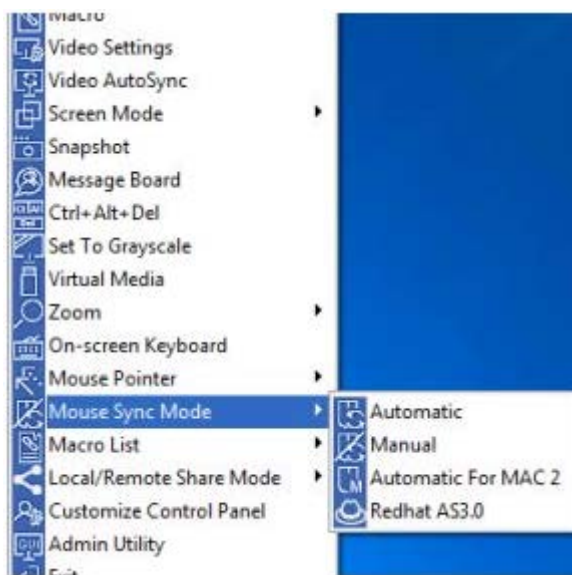 Macro
Video Settings
Video AutoSync
Screen Mode
Snapshot
Message Board
Ctrl+Alt+Del
Set To Grayscale
Virtual Media
Zoom
On-screen Keyboard
Mouse Pointer
Mouse Sync Mode
Automatic
Manual
Automatic For MAC 2
Redhat AS3.0
Macro List
Local/Remote Share Mode
Customize Control Panel
Admin Utility
Exit